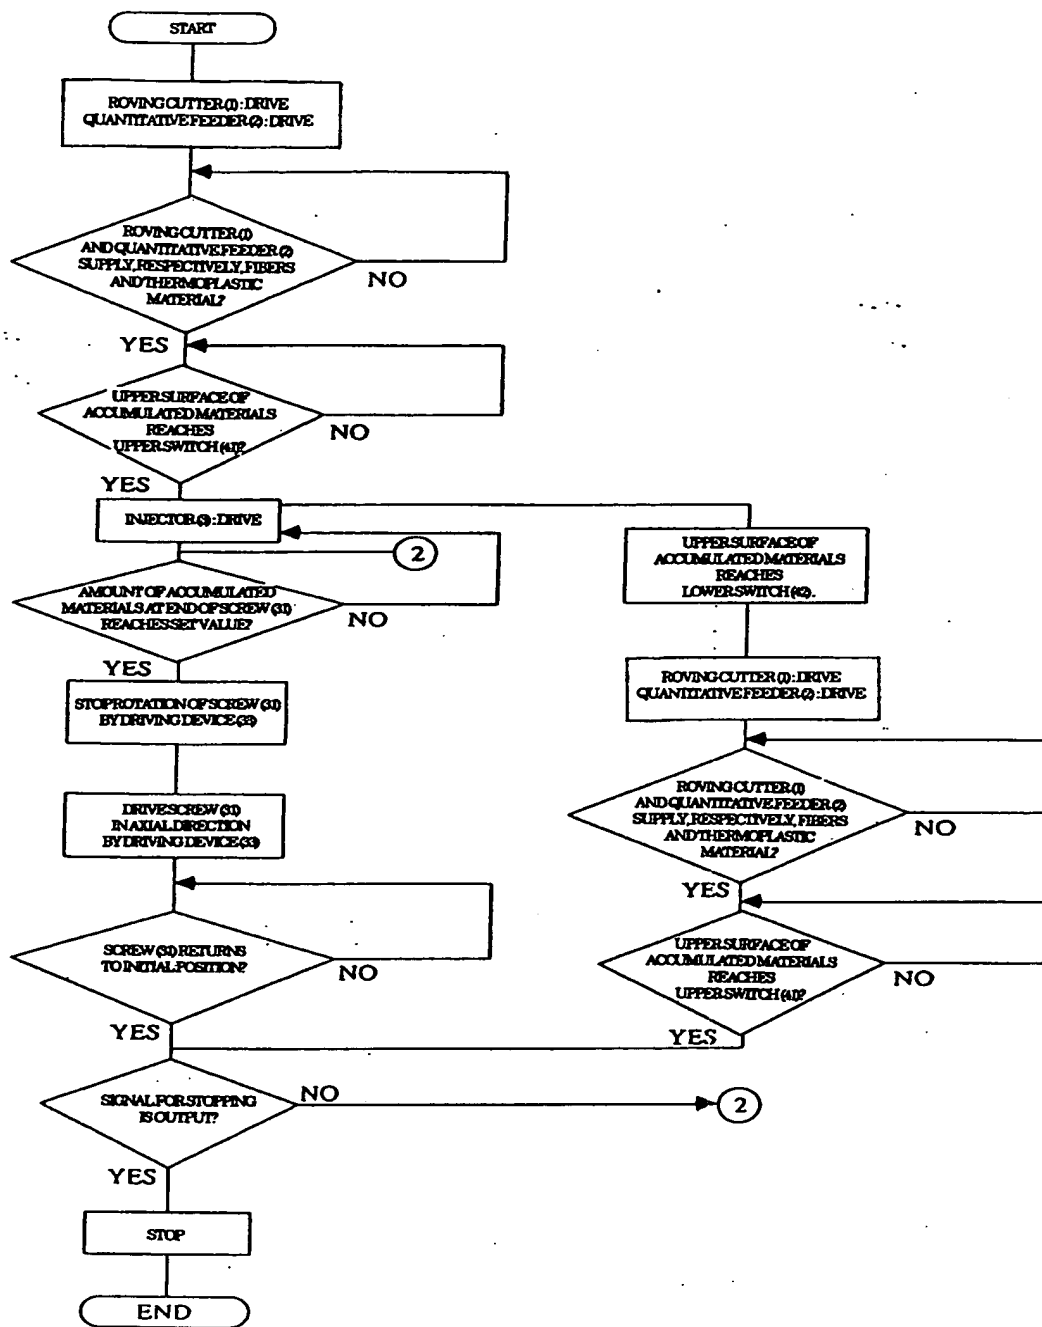 START
ROVING CUTTER (1) : DRIVE
QUANTITATIVE FEEDER (2) : DRIVE
ROVING CUTTER (1)
AND QUANTITATIVE FEEDER (2)
SUPPLY, RESPECTIVELY, FIBERS
AND THERMOPLASTIC
MATERIAL?
NO
YES
UPPER SURFACE OF
ACCUMULATED MATERIALS
REACHES
UPPER SWITCH (41)?
NO
YES
INJECTOR (3) : DRIVE
2
AMOUNT OF ACCUMULATED
MATERIALS AT END OF SCREW (31)
REACHES SET VALUE?
NO
YES
STOP ROTATION OF SCREW (31)
BY DRIVING DEVICE (33)
DRIVE SCREW (31)
IN AXIAL DIRECTION
BY DRIVING DEVICE (33)
SCREW (31) RETURNS
TO INITIAL POSITION?
NO
YES
UPPER SURFACE OF
ACCUMULATED MATERIALS
REACHES
LOWER SWITCH (42).
ROVING CUTTER (1) : DRIVE
QUANTITATIVE FEEDER (2) : DRIVE
ROVING CUTTER (1)
AND QUANTITATIVE FEEDER (2)
SUPPLY, RESPECTIVELY, FIBERS
AND THERMOPLASTIC
MATERIAL?
NO
YES
UPPER SURFACE OF
ACCUMULATED MATERIALS
REACHES
UPPER SWITCH (41)?
NO
YES
SIGNAL FOR STOPPING
IS OUTPUT?
NO
2
YES
STOP
END